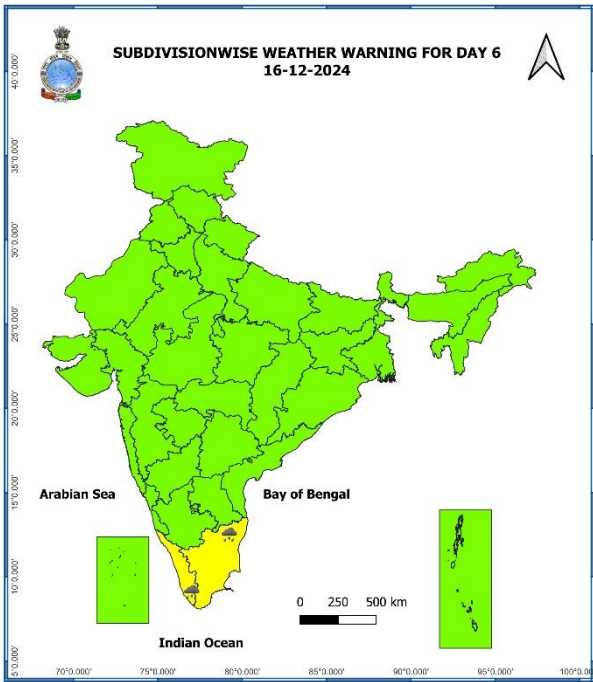 SUBDIVISIONWISE WEATHER WARNING FOR DAY 6
16-12-2024
40°0.000'
35°0.000'
30°0.000'
25°0.000'
20°0.000'
15°0.000'
10°0.000'
5°0.000'
Arabian Sea
Bay of Bengal
0 250 500 km
Indian Ocean
70°0.000' 75°0.000' 80°0.000' 85°0.000' 90°0.000' 95°0.000' 100°0.0